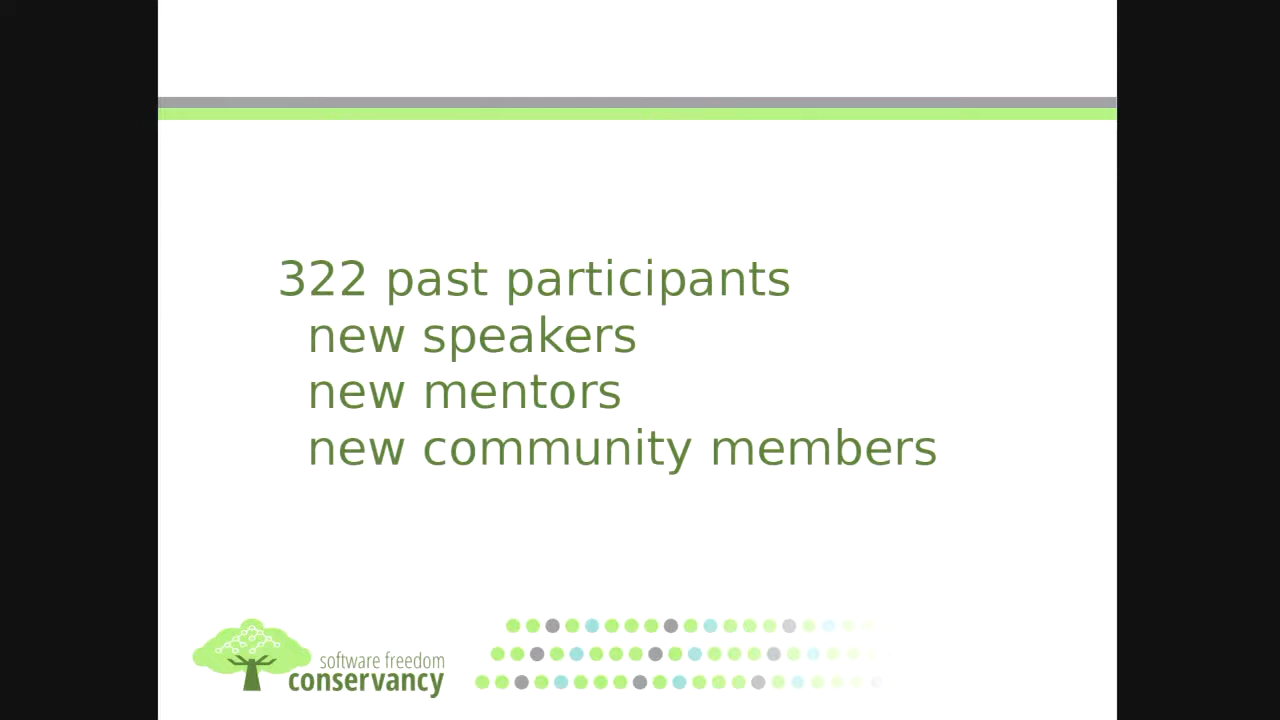 322 past participants
new speakers
new mentors
new community members
software freedom
conservancy